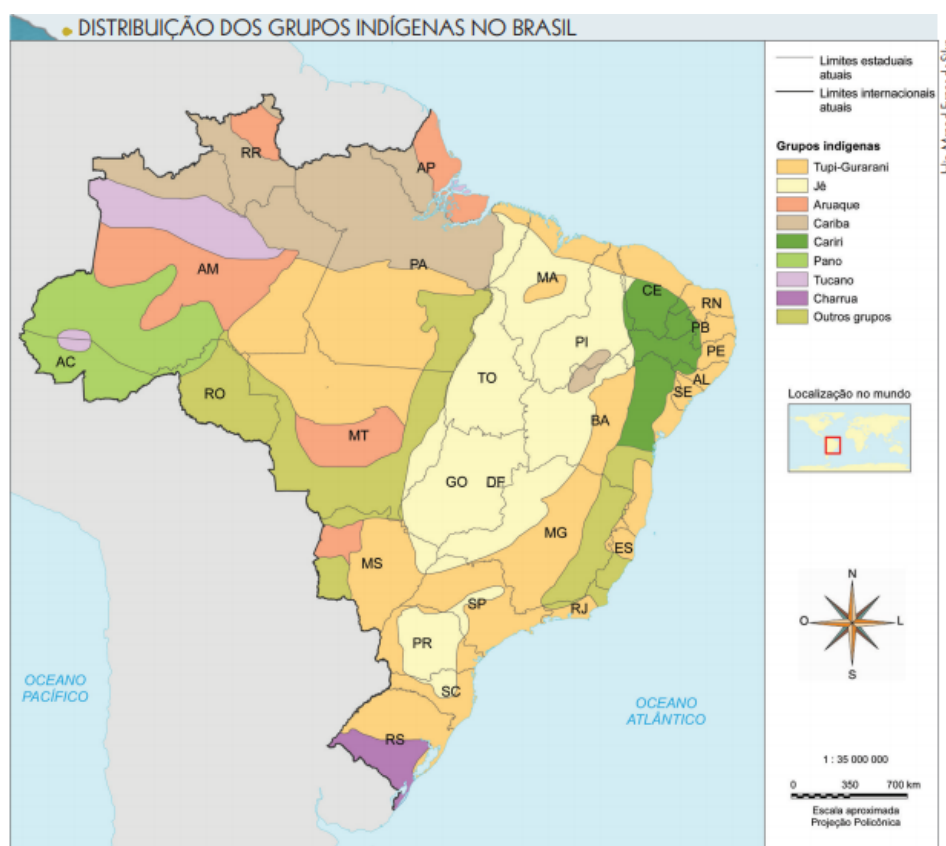 DISTRIBUIÇÃO DOS GRUPOS INDÍGENAS NO BRASIL
Limites estaduais
atuais
Limites internacionais
atuais
Grupos indígenas
Tupi-Gurarani
Jê
Aruaque
Cariba
Cariri
Pano
Tucano
Charrua
Outros grupos
RR
AP
AM
PA
MA
CE
RN
PB
PI
PE
AC
TO
AL
SE
RO
BA
MT
GO
DF
MG
ES
MS
SP
RJ
PR
SC
RS
OCEANO
PACÍFICO
OCEANO
ATLÂNTICO
Localização no mundo
N
O
L
S
1 : 35 000 000
0 350 700 km
Escala aproximada
Projeção Policônica